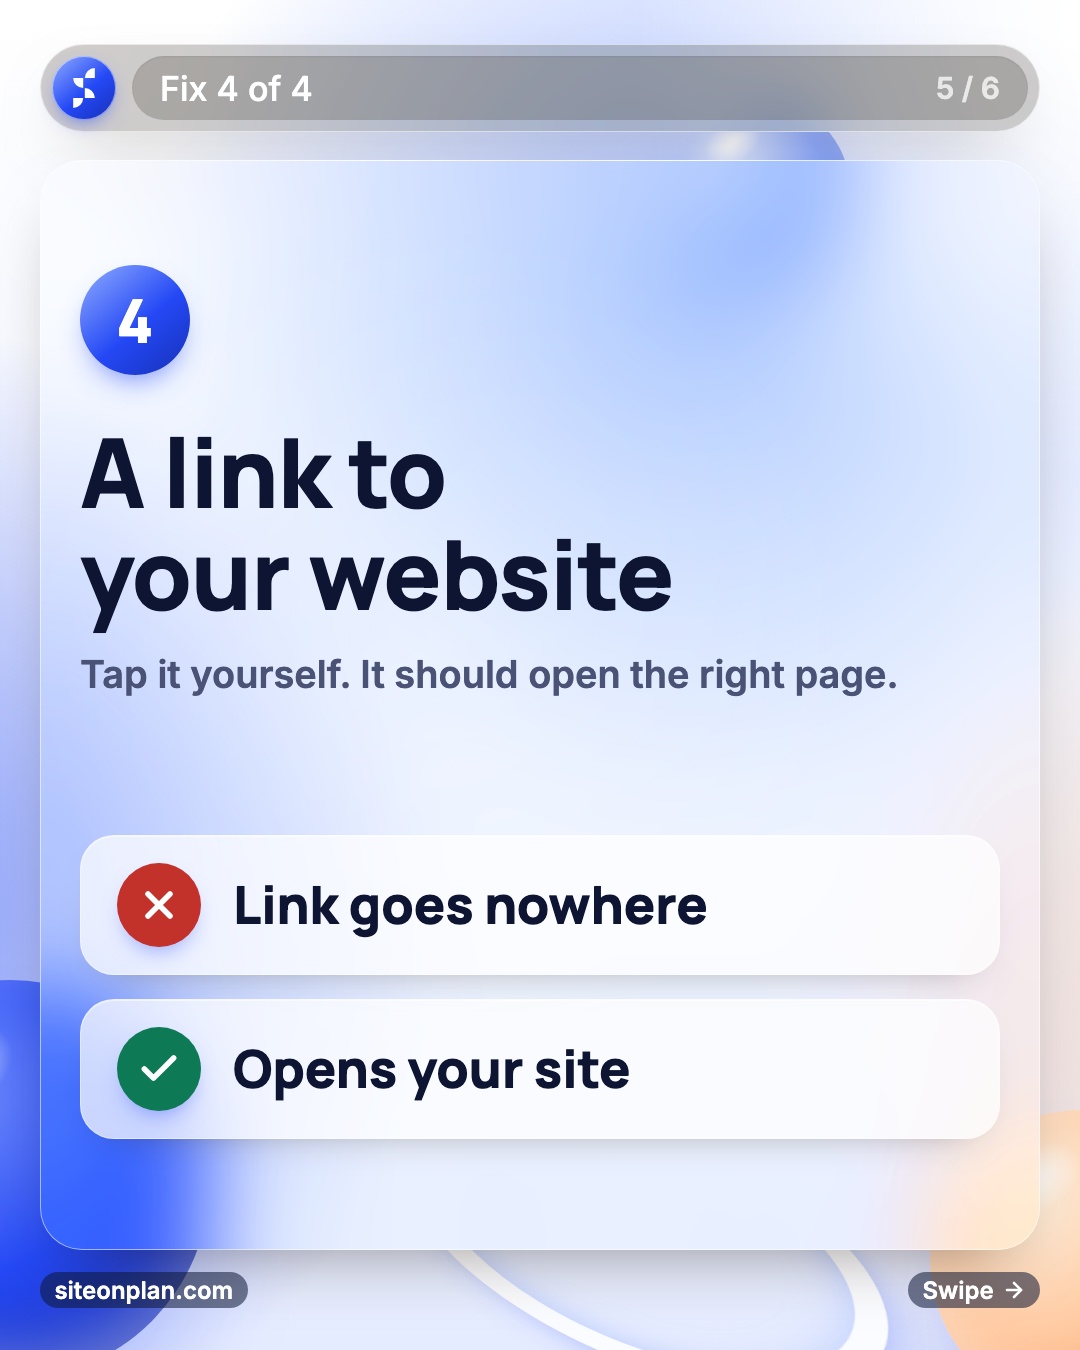 Fix 4 of 4
5 / 6
4
A link to
your website
Tap it yourself. It should open the right page.
Link goes nowhere
Opens your site
siteonplan.com
Swipe →